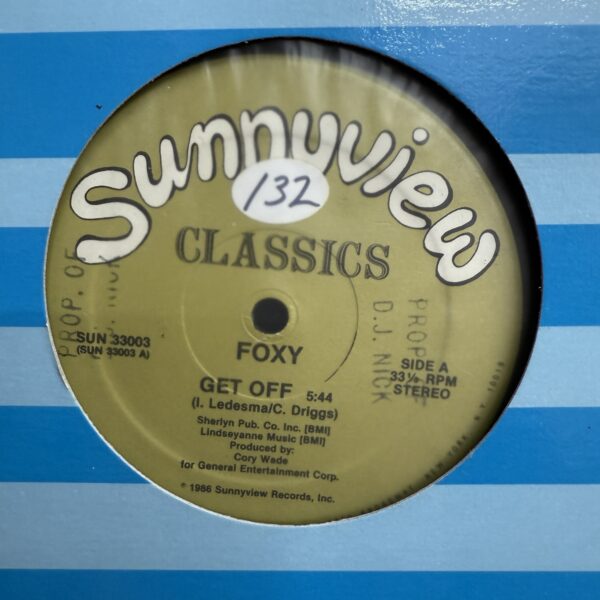 Sunnyview
132
CLASSICS
PROP. OF
D.J. NICK
SUN 33003
(SUN 33003 A)
FOXY
GET OFF 5:44
(I. Ledesma/C. Driggs)
Sherlyn Pub. Co. Inc. [BMI]
Lindseyanne Music [BMI]
Produced by:
Cory Wade
for General Entertainment Corp.
℗ 1986 Sunnyview Records, Inc.
SIDE A
33⅓ RPM
STEREO
PROP. OF
D.J. NICK